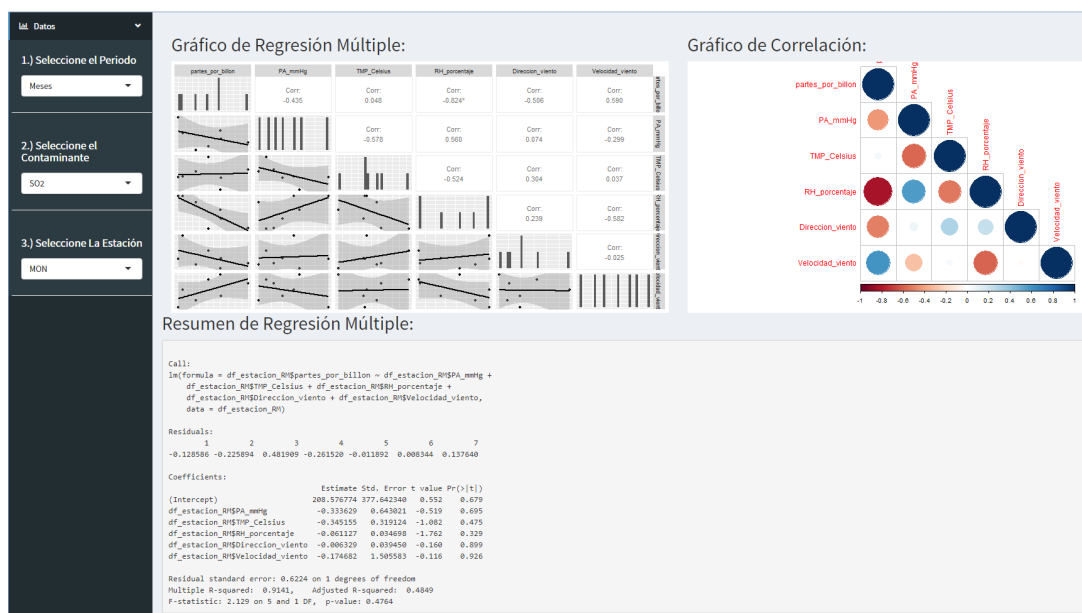 Datos
1.) Seleccione el Periodo
Meses
2.) Seleccione el
Contaminante
SO2
3.) Seleccione La Estación
MON
Gráfico de Regresión Múltiple:
partes_por_billon PA_mmHg TMP_Celsius RH_porcentaje Direccion_viento Velocidad_viento
Corr: Corr: Corr: Corr: Corr:
-0.435 0.048 -0.824* -0.506 0.590
Corr: Corr: Corr: Corr:
-0.578 0.560 0.074 -0.299
PA_mmHg
Corr: Corr: Corr:
-0.524 0.304 0.037
TMP_Celsius
Corr: Corr:
0.239 -0.582
Corr:
-0.025
Gráfico de Correlación:
partes_por_billon
PA_mmHg PA_mmHg
TMP_Celsius TMP_Celsius
RH_porcentaje RH_porcentaje
Direccion_viento Direccion_viento
Velocidad_viento Velocidad_viento
-1 -0.8 -0.6 -0.4 -0.2 0 0.2 0.4 0.6 0.8 1
Resumen de Regresión Múltiple:
Call:
lm(formula = df_estacion_RM$partes_por_billon ~ df_estacion_RM$PA_mmHg +
df_estacion_RM$TMP_Celsius + df_estacion_RM$RH_porcentaje +
df_estacion_RM$Direccion_viento + df_estacion_RM$Velocidad_viento,
data = df_estacion_RM)
Residuals:
1 2 3 4 5 6 7
-0.128586 -0.225894 0.481909 -0.261520 -0.011892 0.008344 0.137640
Coefficients:
Estimate Std. Error t value Pr(>|t|)
(Intercept) 208.576774 377.642340 0.552 0.679
df_estacion_RM$PA_mmHg -0.333629 0.643021 -0.519 0.695
df_estacion_RM$TMP_Celsius -0.345155 0.319124 -1.082 0.475
df_estacion_RM$RH_porcentaje -0.061127 0.034698 -1.762 0.329
df_estacion_RM$Direccion_viento -0.006329 0.039450 -0.160 0.899
df_estacion_RM$Velocidad_viento -0.174682 1.505583 -0.116 0.926
Residual standard error: 0.6224 on 1 degrees of freedom
Multiple R-squared: 0.9141, Adjusted R-squared: 0.4849
F-statistic: 2.129 on 5 and 1 DF, p-value: 0.4764